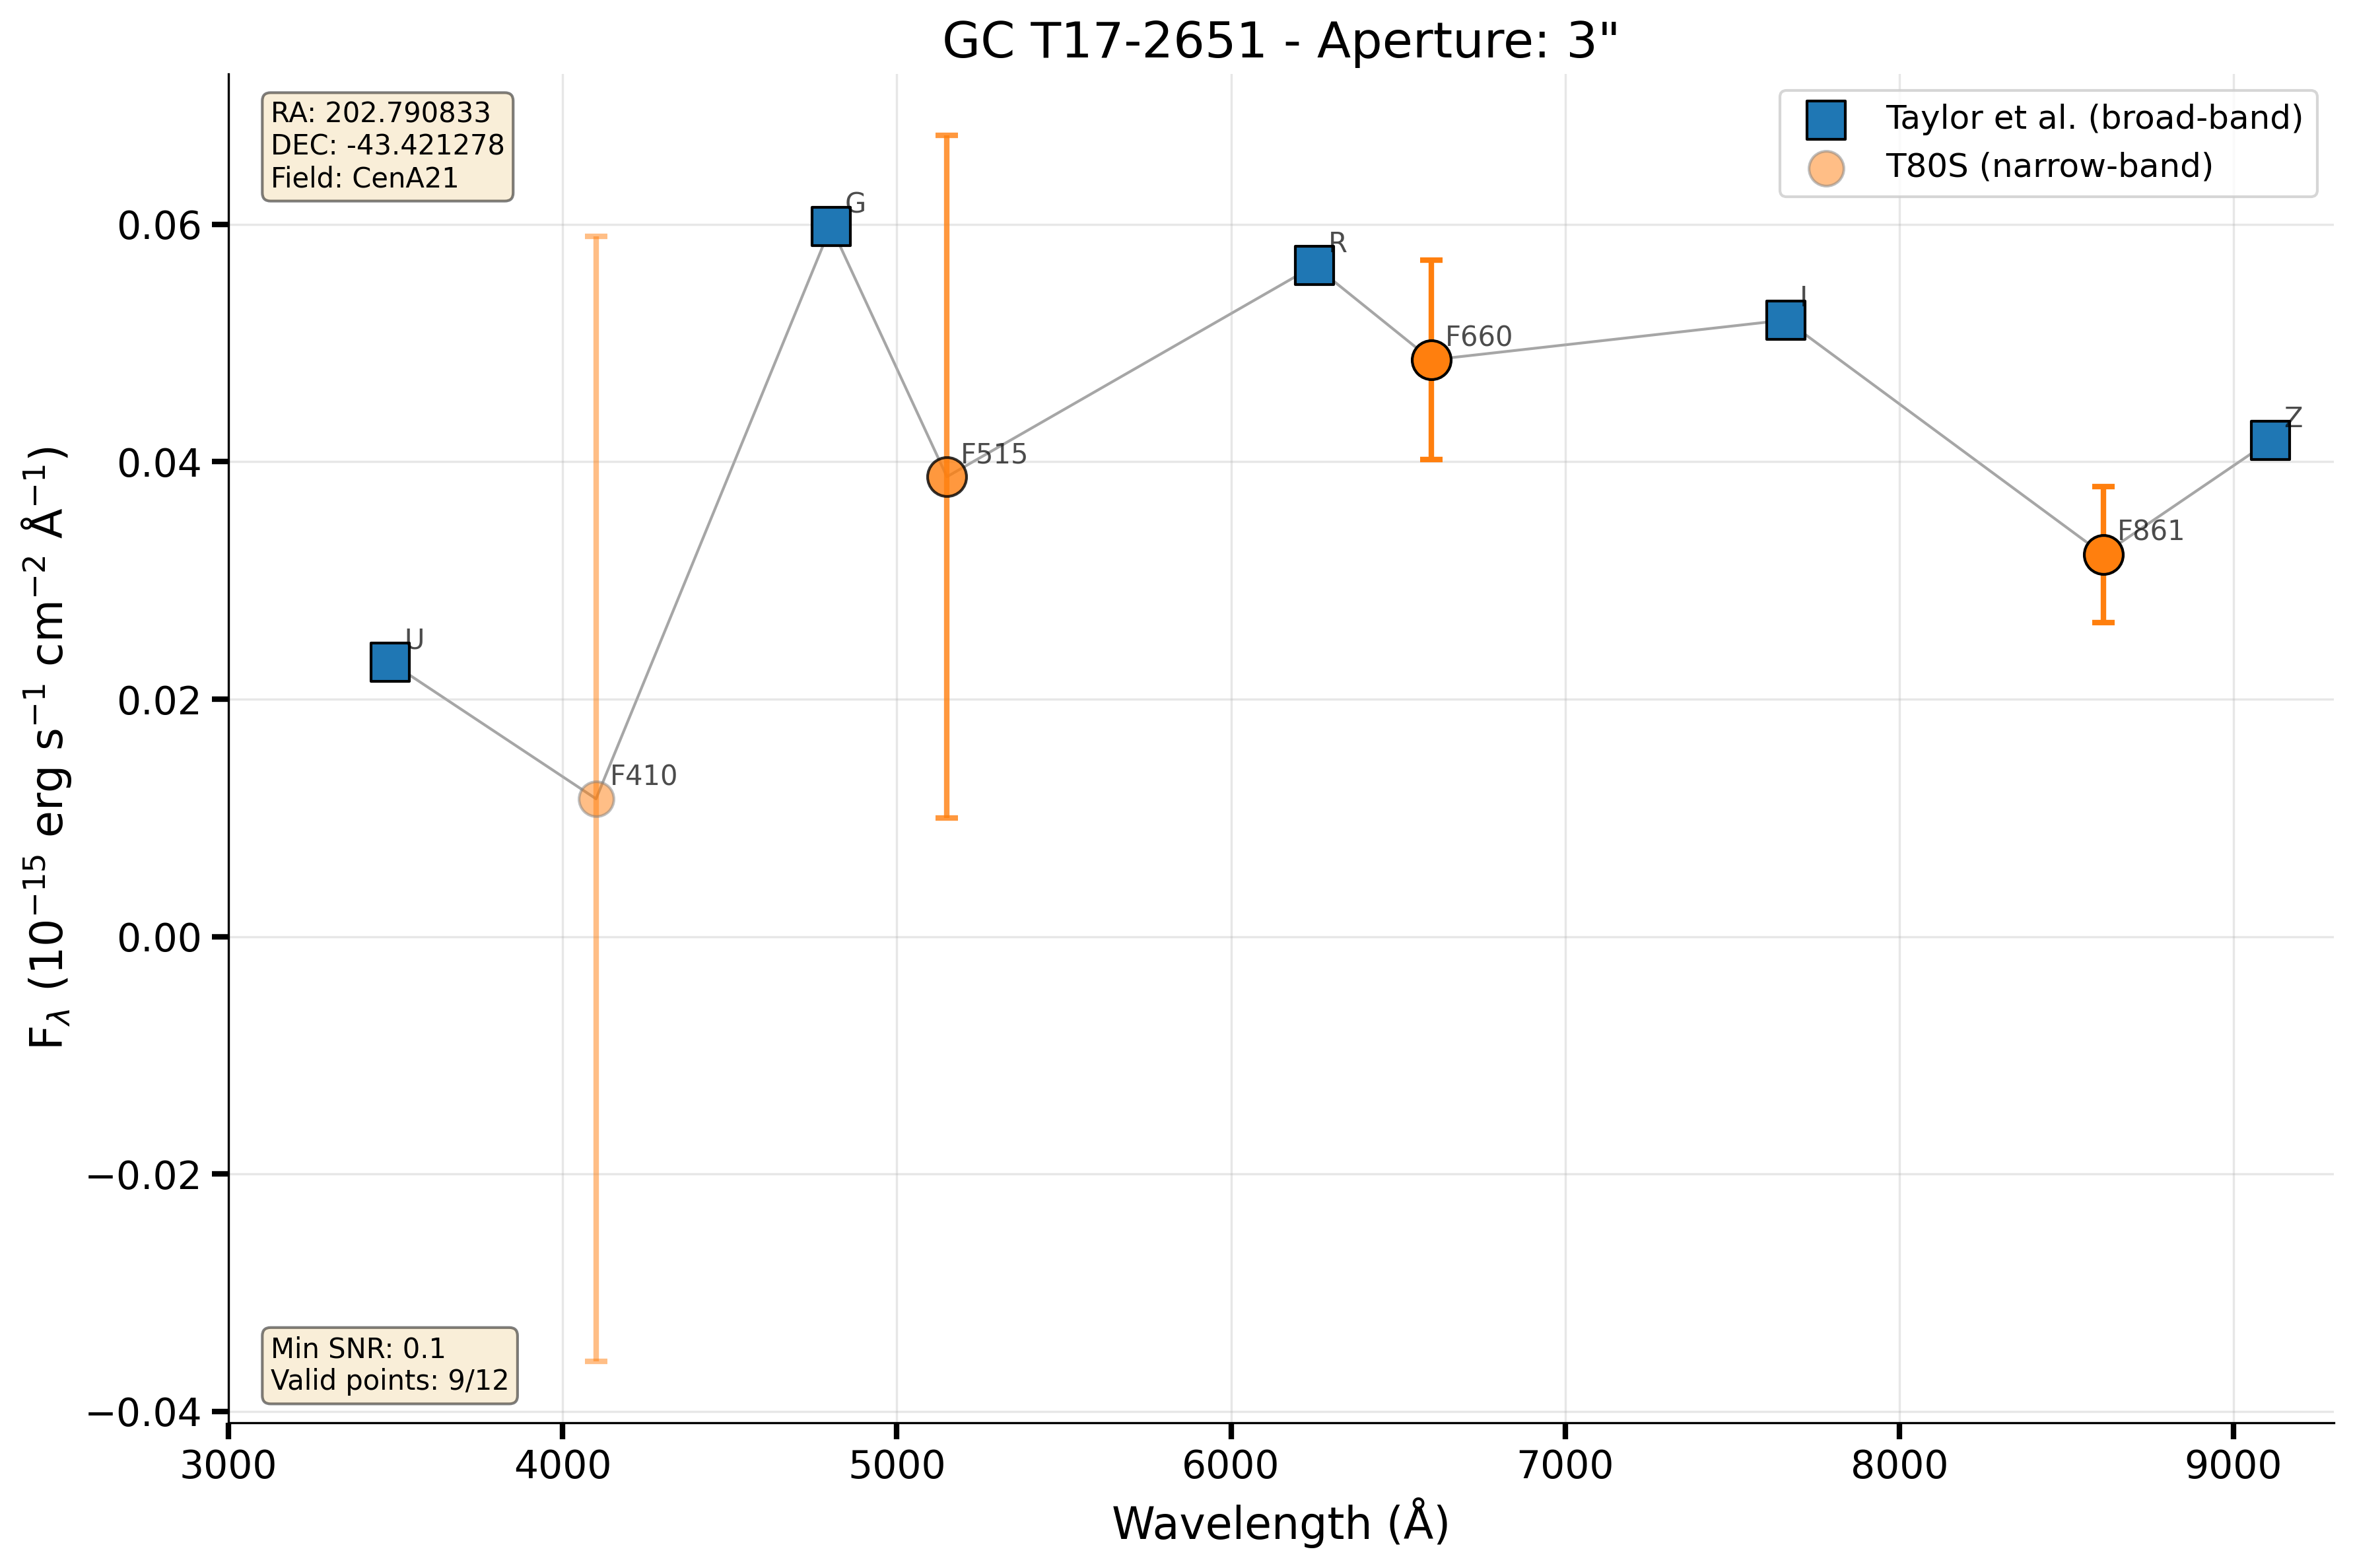 GC T17-2651 - Aperture: 3"
RA: 202.790833
DEC: -43.421278
Field: CenA21
Taylor et al. (broad-band)
T80S (narrow-band)
G
R
I
Z
U
F410
F515
F660
F861
0.06
0.04
0.02
0.00
−0.02
−0.04
F_λ (10⁻¹⁵ erg s⁻¹ cm⁻² Å⁻¹)
Min SNR: 0.1
Valid points: 9/12
3000 4000 5000 6000 7000 8000 9000
Wavelength (Å)